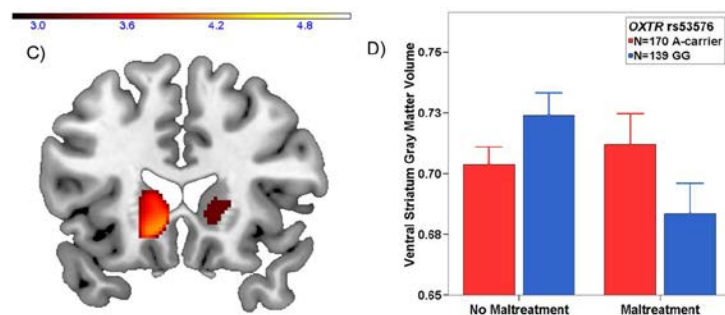 3.0 3.6 4.2 4.8
C)
D)
OXTR rs53576
N=170 A-carrier
N=139 GG
Ventral Striatum Gray Matter Volume
0.75
0.73
0.70
0.68
0.65
No Maltreatment Maltreatment